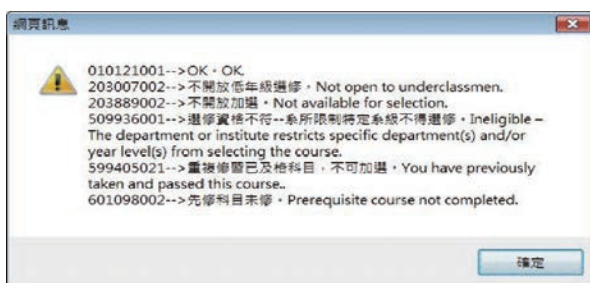 網頁訊息
010121001-->OK，OK.
203007002-->不開放低年級選修，Not open to underclassmen.
203889002-->不開放加選，Not available for selection.
509936001-->選修資格不符--系所限制特定系級不得選修，Ineligible –
The department or institute restricts specific department(s) and/or
year level(s) from selecting the course.
599405021-->重複修習已及格科目，不可加選，You have previously
taken and passed this course..
601098002-->先修科目未修，Prerequisite course not completed.
確定